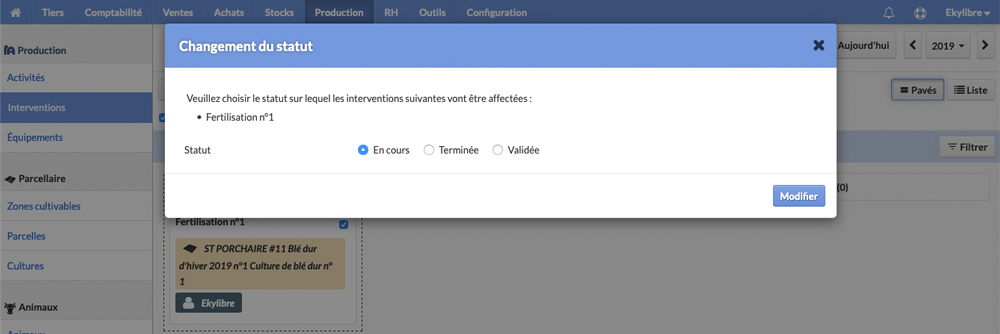 Tiers Comptabilité Ventes Achats Stocks Production RH Outils Configuration Ekylibre
Production
Activités
Interventions
Équipements
Parcellaire
Zones cultivables
Parcelles
Cultures
Animaux
Changement du statut
Veuillez choisir le statut sur lequel les interventions suivantes vont être affectées :
• Fertilisation n°1
Statut En cours Terminée Validée
Modifier
Aujourd'hui 2019
Pavés Liste
Filtrer
(0)
Fertilisation n°1
ST PORCHAIRE #11 Blé dur
d'hiver 2019 n°1 Culture de blé dur n°
1
Ekylibre